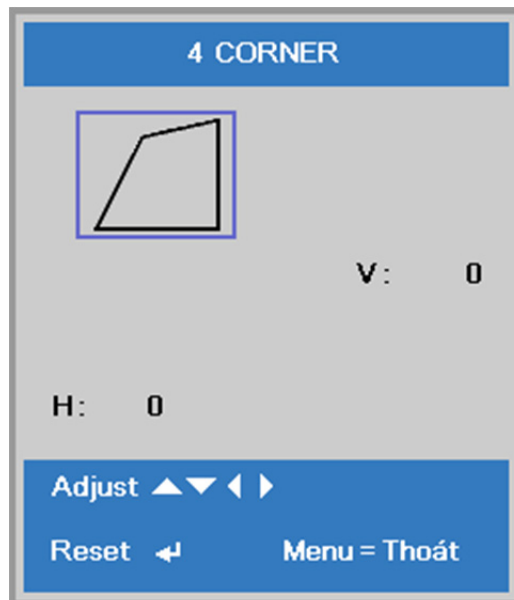 4 CORNER
V: 0
H: 0
Adjust ▲▼◀▶
Reset ↵ Menu = Thoát